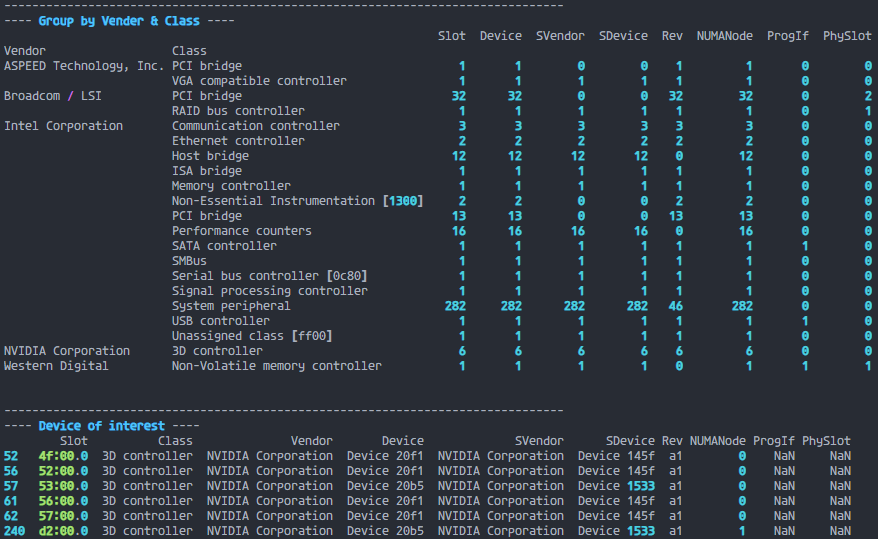 --------------------------------------------------------------------------------
---- Group by Vender & Class ----
Slot Device SVendor SDevice Rev NUMANode ProgIf PhySlot
Vendor Class
ASPEED Technology, Inc. PCI bridge 1 1 0 0 1 1 0 0
VGA compatible controller 1 1 1 1 1 1 0 0
Broadcom / LSI PCI bridge 32 32 0 0 32 32 0 2
RAID bus controller 1 1 1 1 1 1 0 1
Intel Corporation Communication controller 3 3 3 3 3 3 0 0
Ethernet controller 2 2 2 2 2 2 0 0
Host bridge 12 12 12 12 0 12 0 0
ISA bridge 1 1 1 1 1 1 0 0
Memory controller 1 1 1 1 1 1 0 0
Non-Essential Instrumentation [1300] 2 2 0 0 2 2 0 0
PCI bridge 13 13 0 0 13 13 0 0
Performance counters 16 16 16 16 0 16 0 0
SATA controller 1 1 1 1 1 1 1 0
SMBus 1 1 1 1 1 1 0 0
Serial bus controller [0c80] 1 1 1 1 1 1 0 0
Signal processing controller 1 1 1 1 1 1 0 0
System peripheral 282 282 282 282 46 282 0 0
USB controller 1 1 1 1 1 1 1 0
Unassigned class [ff00] 1 1 1 1 1 1 0 0
NVIDIA Corporation 3D controller 6 6 6 6 6 6 0 0
Western Digital Non-Volatile memory controller 1 1 1 1 0 1 1 1
--------------------------------------------------------------------------------
---- Device of interest ----
Slot Class Vendor Device SVendor SDevice Rev NUMANode ProgIf PhySlot
52 4f:00.0 3D controller NVIDIA Corporation Device 20f1 NVIDIA Corporation Device 145f a1 0 NaN NaN
56 52:00.0 3D controller NVIDIA Corporation Device 20f1 NVIDIA Corporation Device 145f a1 0 NaN NaN
57 53:00.0 3D controller NVIDIA Corporation Device 20b5 NVIDIA Corporation Device 1533 a1 0 NaN NaN
61 56:00.0 3D controller NVIDIA Corporation Device 20f1 NVIDIA Corporation Device 145f a1 0 NaN NaN
62 57:00.0 3D controller NVIDIA Corporation Device 20f1 NVIDIA Corporation Device 145f a1 0 NaN NaN
240 d2:00.0 3D controller NVIDIA Corporation Device 20b5 NVIDIA Corporation Device 1533 a1 1 NaN NaN